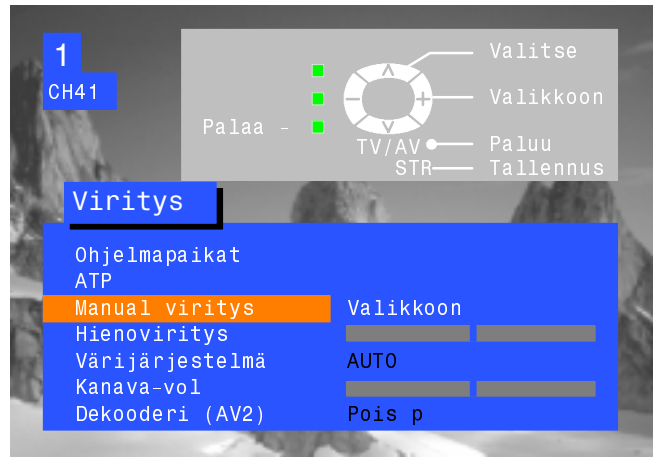 1
CH41
Valitse
Valikkoon
Palaa -
TV/AV Paluu
STR Tallennus
Viritys
Ohjelmapaikat
ATP
Manual viritys Valikkoon
Hienoviritys
Värijärjestelmä AUTO
Kanava-vol
Dekooderi (AV2) Pois p